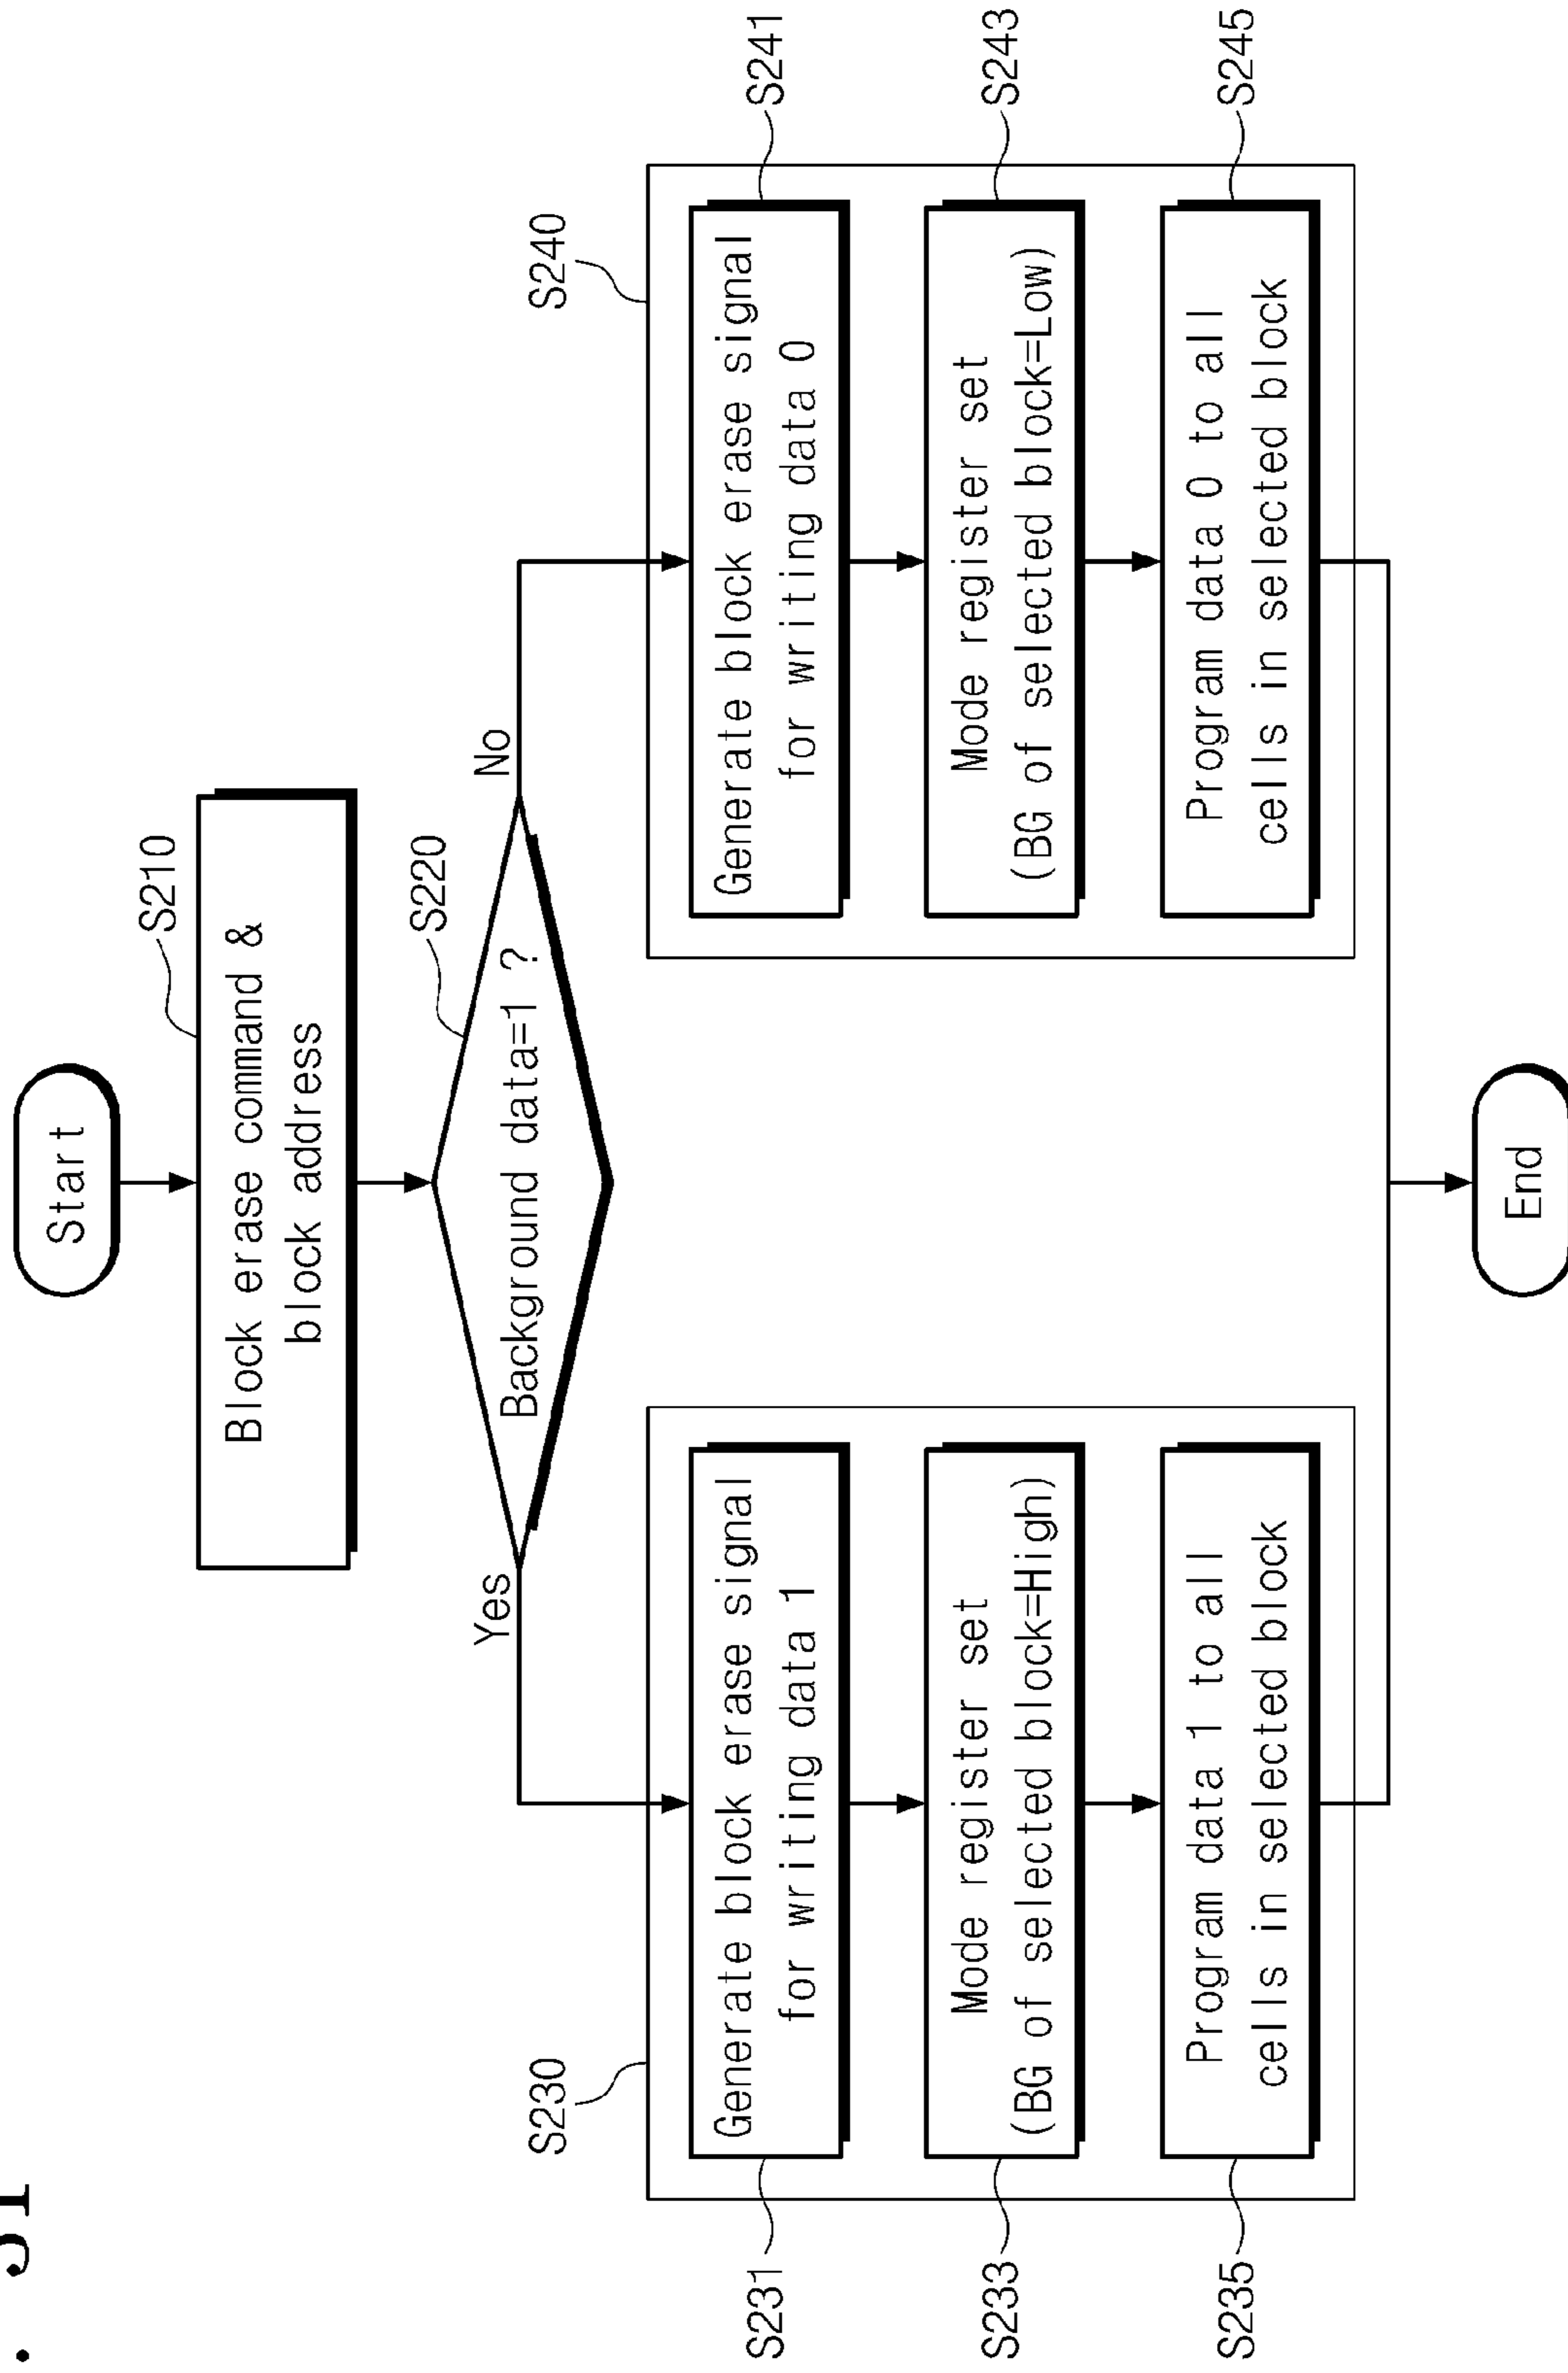 Start
S210
Block erase command &
block address
S220
Background data=1 ?
Yes
No
S230
S240
S231
Generate block erase signal
for writing data 1
Generate block erase signal
for writing data 0
S241
S233
Mode register set
(BG of selected block=High)
Mode register set
(BG of selected block=Low)
S243
S235
Program data 1 to all
cells in selected block
Program data 0 to all
cells in selected block
S245
End